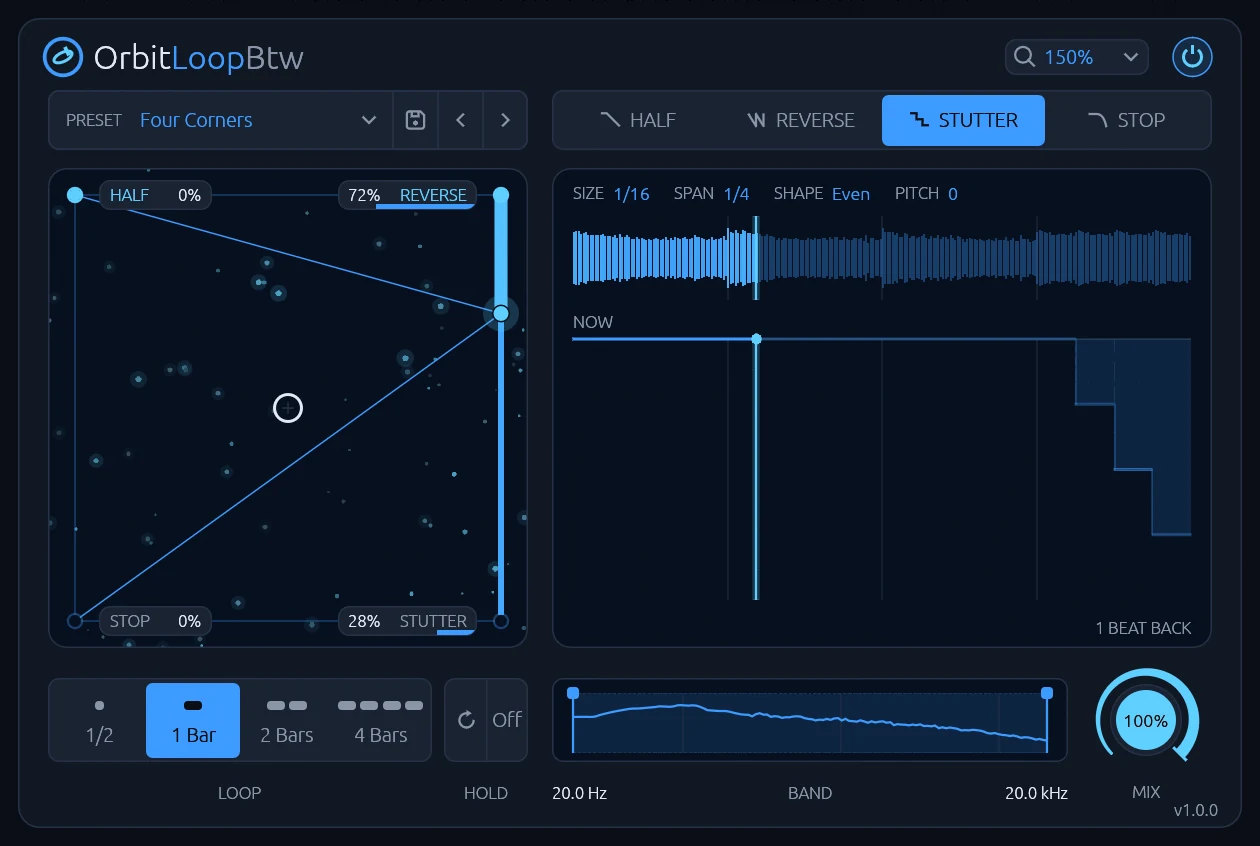 OrbitLoopBtw
150%
PRESET Four Corners
HALF REVERSE STUTTER STOP
HALF 0% 72% REVERSE
SIZE 1/16 SPAN 1/4 SHAPE Even PITCH 0
NOW
STOP 0% 28% STUTTER
1 BEAT BACK
1/2 1 Bar 2 Bars 4 Bars Off
100%
LOOP HOLD 20.0 Hz BAND 20.0 kHz MIX
v1.0.0